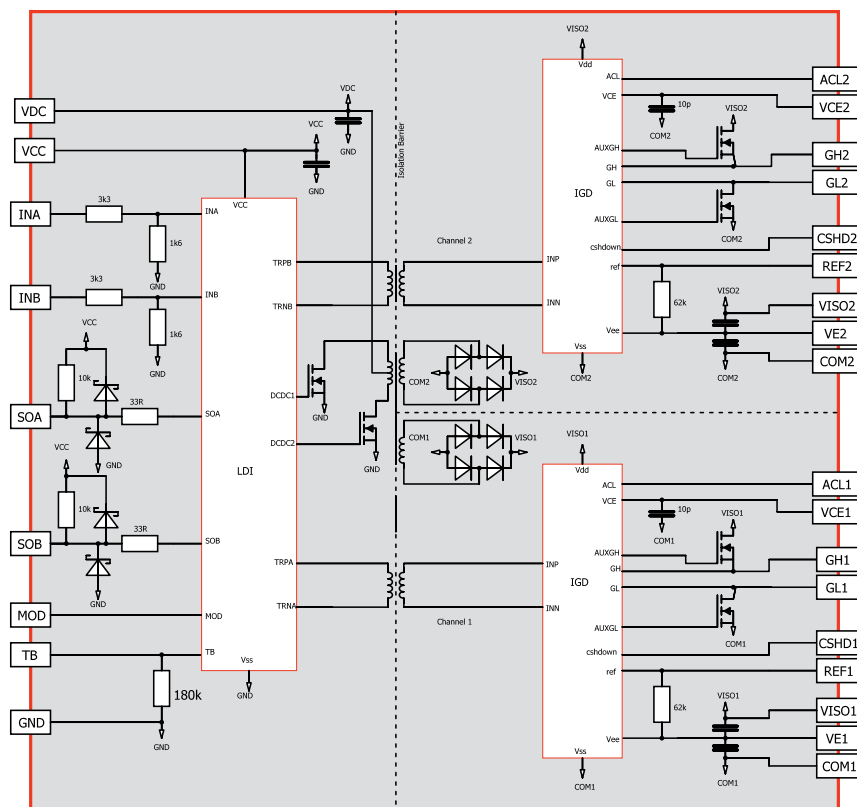 VDC
VCC
INA
INB
SOA
SOB
MOD
TB
GND
VDC
GND
VCC
GND
3k3
1k6
GND
3k3
1k6
GND
VCC
10k
33R
GND
VCC
10k
33R
GND
180k
GND
VCC
INA
INB
SOA
SOB
MOD
TB
TRPB
TRNB
DCDC1
DCDC2
LDI
TRPA
TRNA
Vss
GND
GND
GND
Isolation Barrier
Channel 2
COM2
VISO2
COM1
VISO1
Channel 1
VISO2
Vdd
ACL
VCE
AUXGH
GH
GL
AUXGL
cshdown
ref
Vee
INP
INN
IGD
Vss
COM2
10p
COM2
VISO2
COM2
62k
VISO2
COM2
ACL2
VCE2
GH2
GL2
CSHD2
REF2
VISO2
VE2
COM2
VISO1
Vdd
ACL
VCE
AUXGH
GH
GL
AUXGL
cshdown
ref
Vee
INP
INN
IGD
Vss
COM1
10p
COM1
VISO1
COM1
62k
VISO1
COM1
ACL1
VCE1
GH1
GL1
CSHD1
REF1
VISO1
VE1
COM1